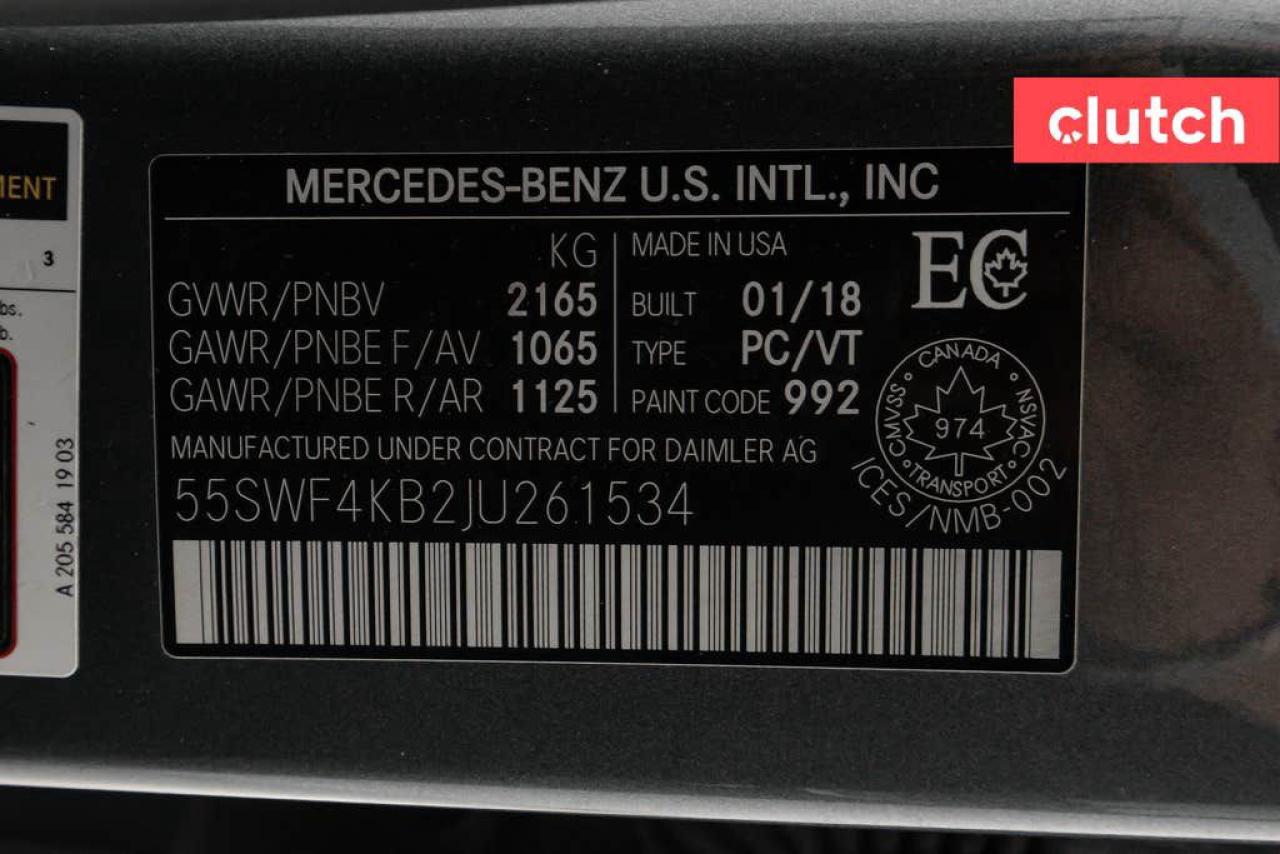 clutch
MENT
3
bs.
b.
A 205 584 19 03
MERCEDES-BENZ U.S. INTL., INC
KG
GVWR/PNBV 2165
GAWR/PNBE F/AV 1065
GAWR/PNBE R/AR 1125
MADE IN USA
BUILT 01/18
TYPE PC/VT
PAINT CODE 992
EC
CANADA
CMVSS
974
NSVAC
TRANSPORT
ICES/NMB-002
MANUFACTURED UNDER CONTRACT FOR DAIMLER AG
55SWF4KB2JU261534